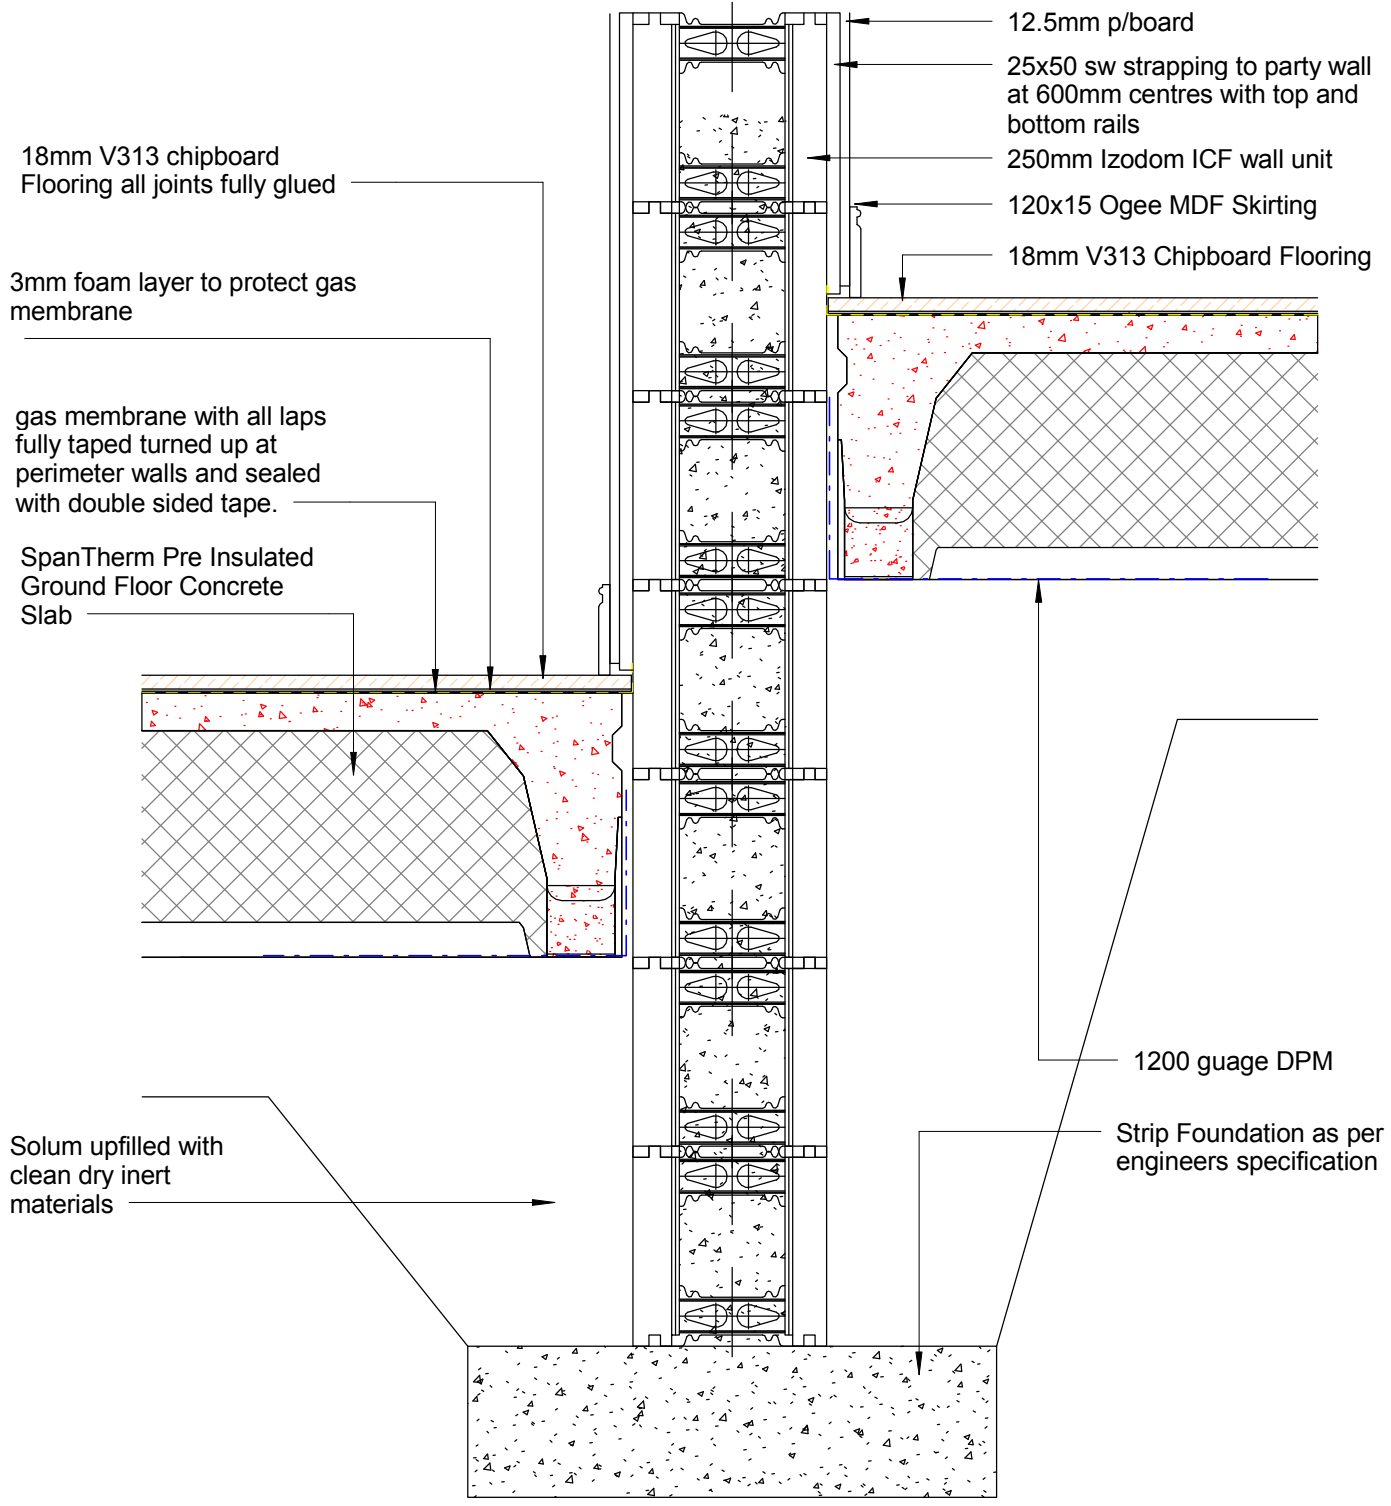 12.5mm p/board
25x50 sw strapping to party wall
at 600mm centres with top and
bottom rails
250mm Izodom ICF wall unit
120x15 Ogee MDF Skirting
18mm V313 Chipboard Flooring
18mm V313 chipboard
Flooring all joints fully glued
3mm foam layer to protect gas
membrane
gas membrane with all laps
fully taped turned up at
perimeter walls and sealed
with double sided tape.
SpanTherm Pre Insulated
Ground Floor Concrete
Slab
1200 guage DPM
Strip Foundation as per
engineers specification
Solum upfilled with
clean dry inert
materials